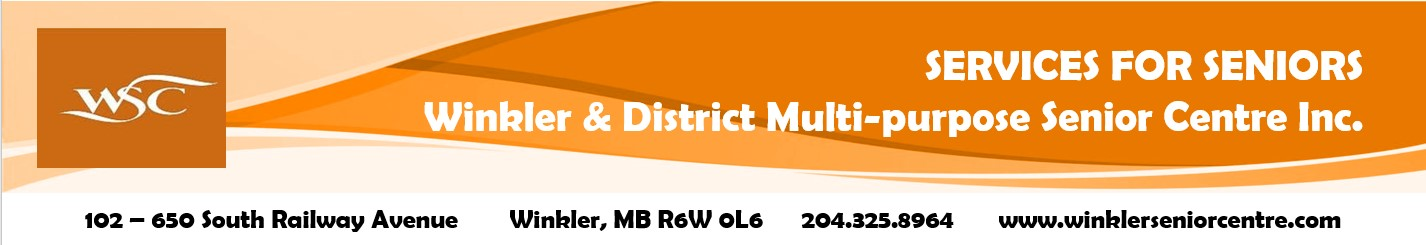 WSC
SERVICES FOR SENIORS
Winkler & District Multi-purpose Senior Centre Inc.
102 – 650 South Railway Avenue Winkler, MB R6W 0L6 204.325.8964 www.winklerseniorcentre.com